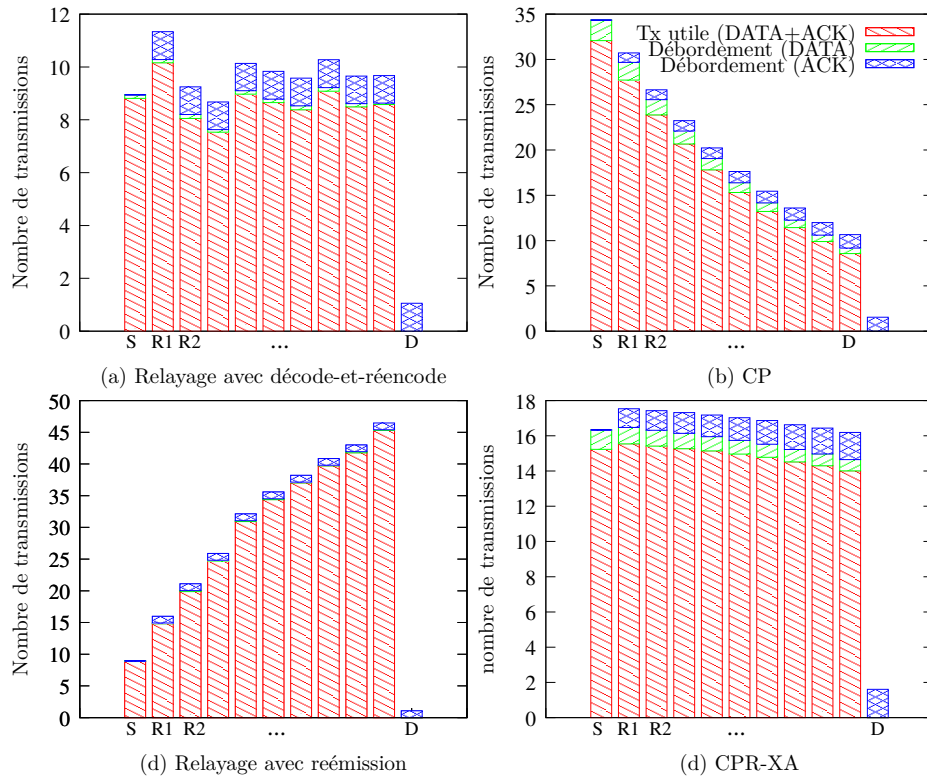 Nombre de transmissions
14
12
10
8
6
4
2
0
S R1 R2 ... D
(a) Relayage avec décode-et-réencode
Nombre de transmissions
35
30
25
20
15
10
5
0
Tx utile (DATA+ACK)
Débordement (DATA)
Débordement (ACK)
S R1 R2 ... D
(b) CP
Nombre de transmissions
50
45
40
35
30
25
20
15
10
5
0
S R1 R2 ... D
(d) Relayage avec reémission
nombre de transmissions
18
16
14
12
10
8
6
4
2
0
S R1 R2 ... D
(d) CPR-XA